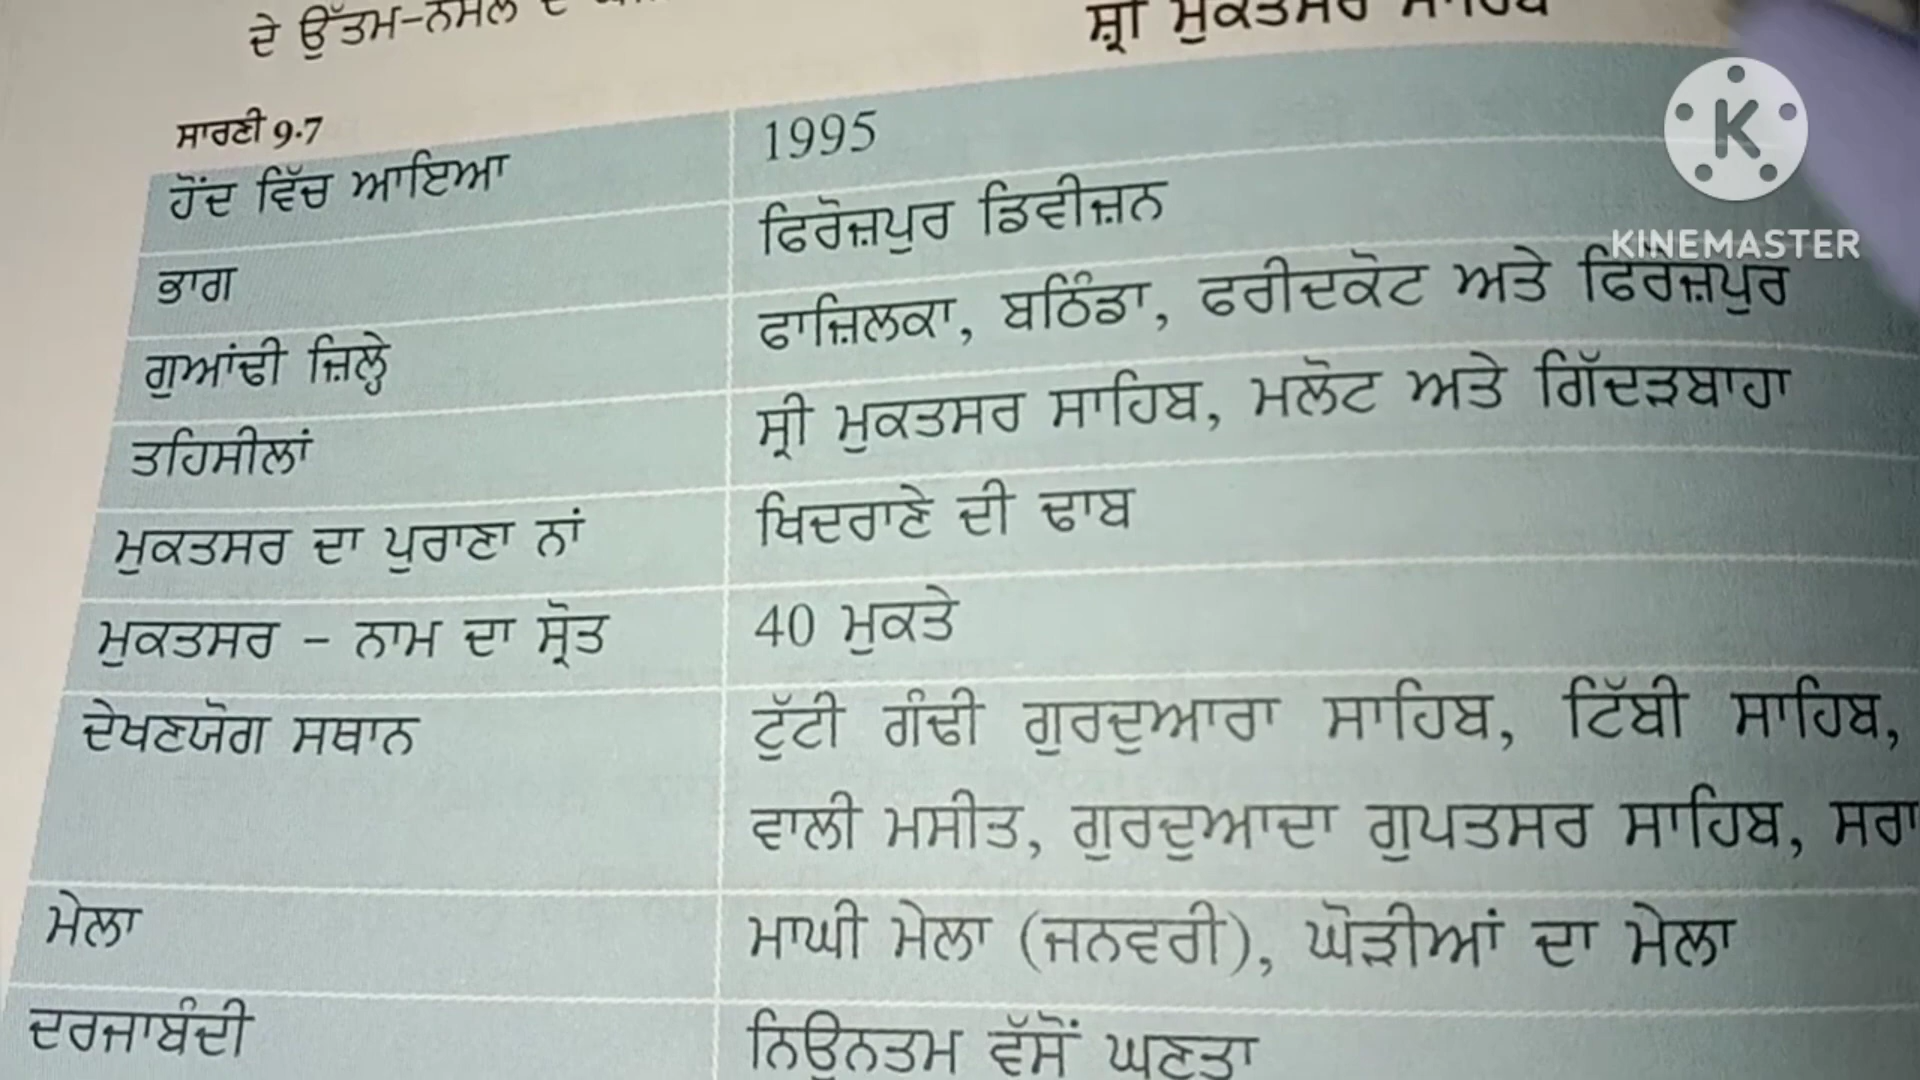 ਦੇ ਉੱਤਮ-ਨਸਲ ਦੇ
ਸ਼੍ਰੀ ਮੁਕਤਸਰ ਸਾਹਿਬ
ਸਾਰਣੀ 9.7
ਹੋਂਦ ਵਿੱਚ ਆਇਆ 1995
ਭਾਗ ਫਿਰੋਜ਼ਪੁਰ ਡਿਵੀਜ਼ਨ
ਗੁਆਂਢੀ ਜ਼ਿਲ੍ਹੇ ਫਾਜ਼ਿਲਕਾ, ਬਠਿੰਡਾ, ਫਰੀਦਕੋਟ ਅਤੇ ਫਿਰੋਜ਼ਪੁਰ
ਤਹਿਸੀਲਾਂ ਸ੍ਰੀ ਮੁਕਤਸਰ ਸਾਹਿਬ, ਮਲੋਟ ਅਤੇ ਗਿੱਦੜਬਾਹਾ
ਮੁਕਤਸਰ ਦਾ ਪੁਰਾਣਾ ਨਾਂ ਖਿਦਰਾਣੇ ਦੀ ਢਾਬ
ਮੁਕਤਸਰ - ਨਾਮ ਦਾ ਸ੍ਰੋਤ 40 ਮੁਕਤੇ
ਦੇਖਣਯੋਗ ਸਥਾਨ ਟੁੱਟੀ ਗੰਢੀ ਗੁਰਦੁਆਰਾ ਸਾਹਿਬ, ਟਿੱਬੀ ਸਾਹਿਬ,
ਵਾਲੀ ਮਸੀਤ, ਗੁਰਦੁਆਦਾ ਗੁਪਤਸਰ ਸਾਹਿਬ, ਸਰਾ
ਮੇਲਾ ਮਾਘੀ ਮੇਲਾ (ਜਨਵਰੀ), ਘੋੜੀਆਂ ਦਾ ਮੇਲਾ
ਦਰਜਾਬੰਦੀ ਨਿਊਨਤਮ ਵੱਸੋਂ ਘਣਤਾ
K
KINEMASTER